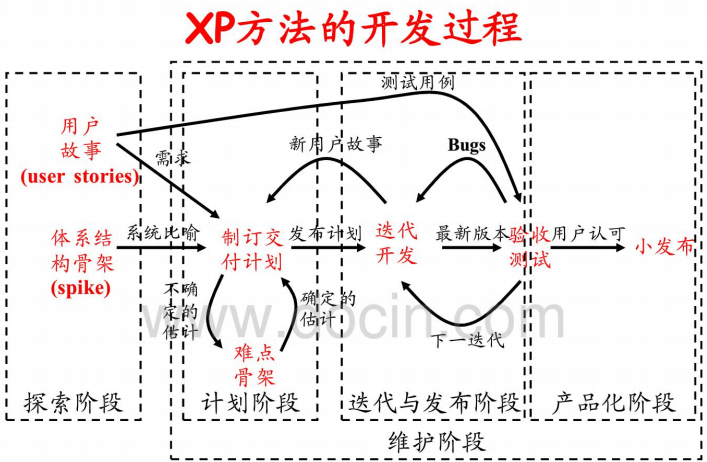 XP方法的开发过程
测试用例
用户
故事
(user stories)
需求
新用户故事
Bugs
体系结
构骨架
(spike)
系统比喻
制订交
付计划
发布计划
迭代
开发
最新版本
验收
测试
用户认可
小发布
不确
定的
估计
确定的
估计
www.docin.com
下一迭代
难点
骨架
探索阶段
计划阶段
迭代与发布阶段
产品化阶段
维护阶段